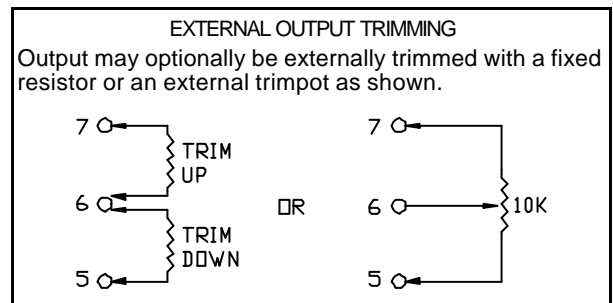 EXTERNAL OUTPUT TRIMMING
Output may optionally be externally trimmed with a fixed
resistor or an external trimpot as shown.
7
TRIM
UP
6
TRIM
DOWN
5
OR
7
6
10K
5